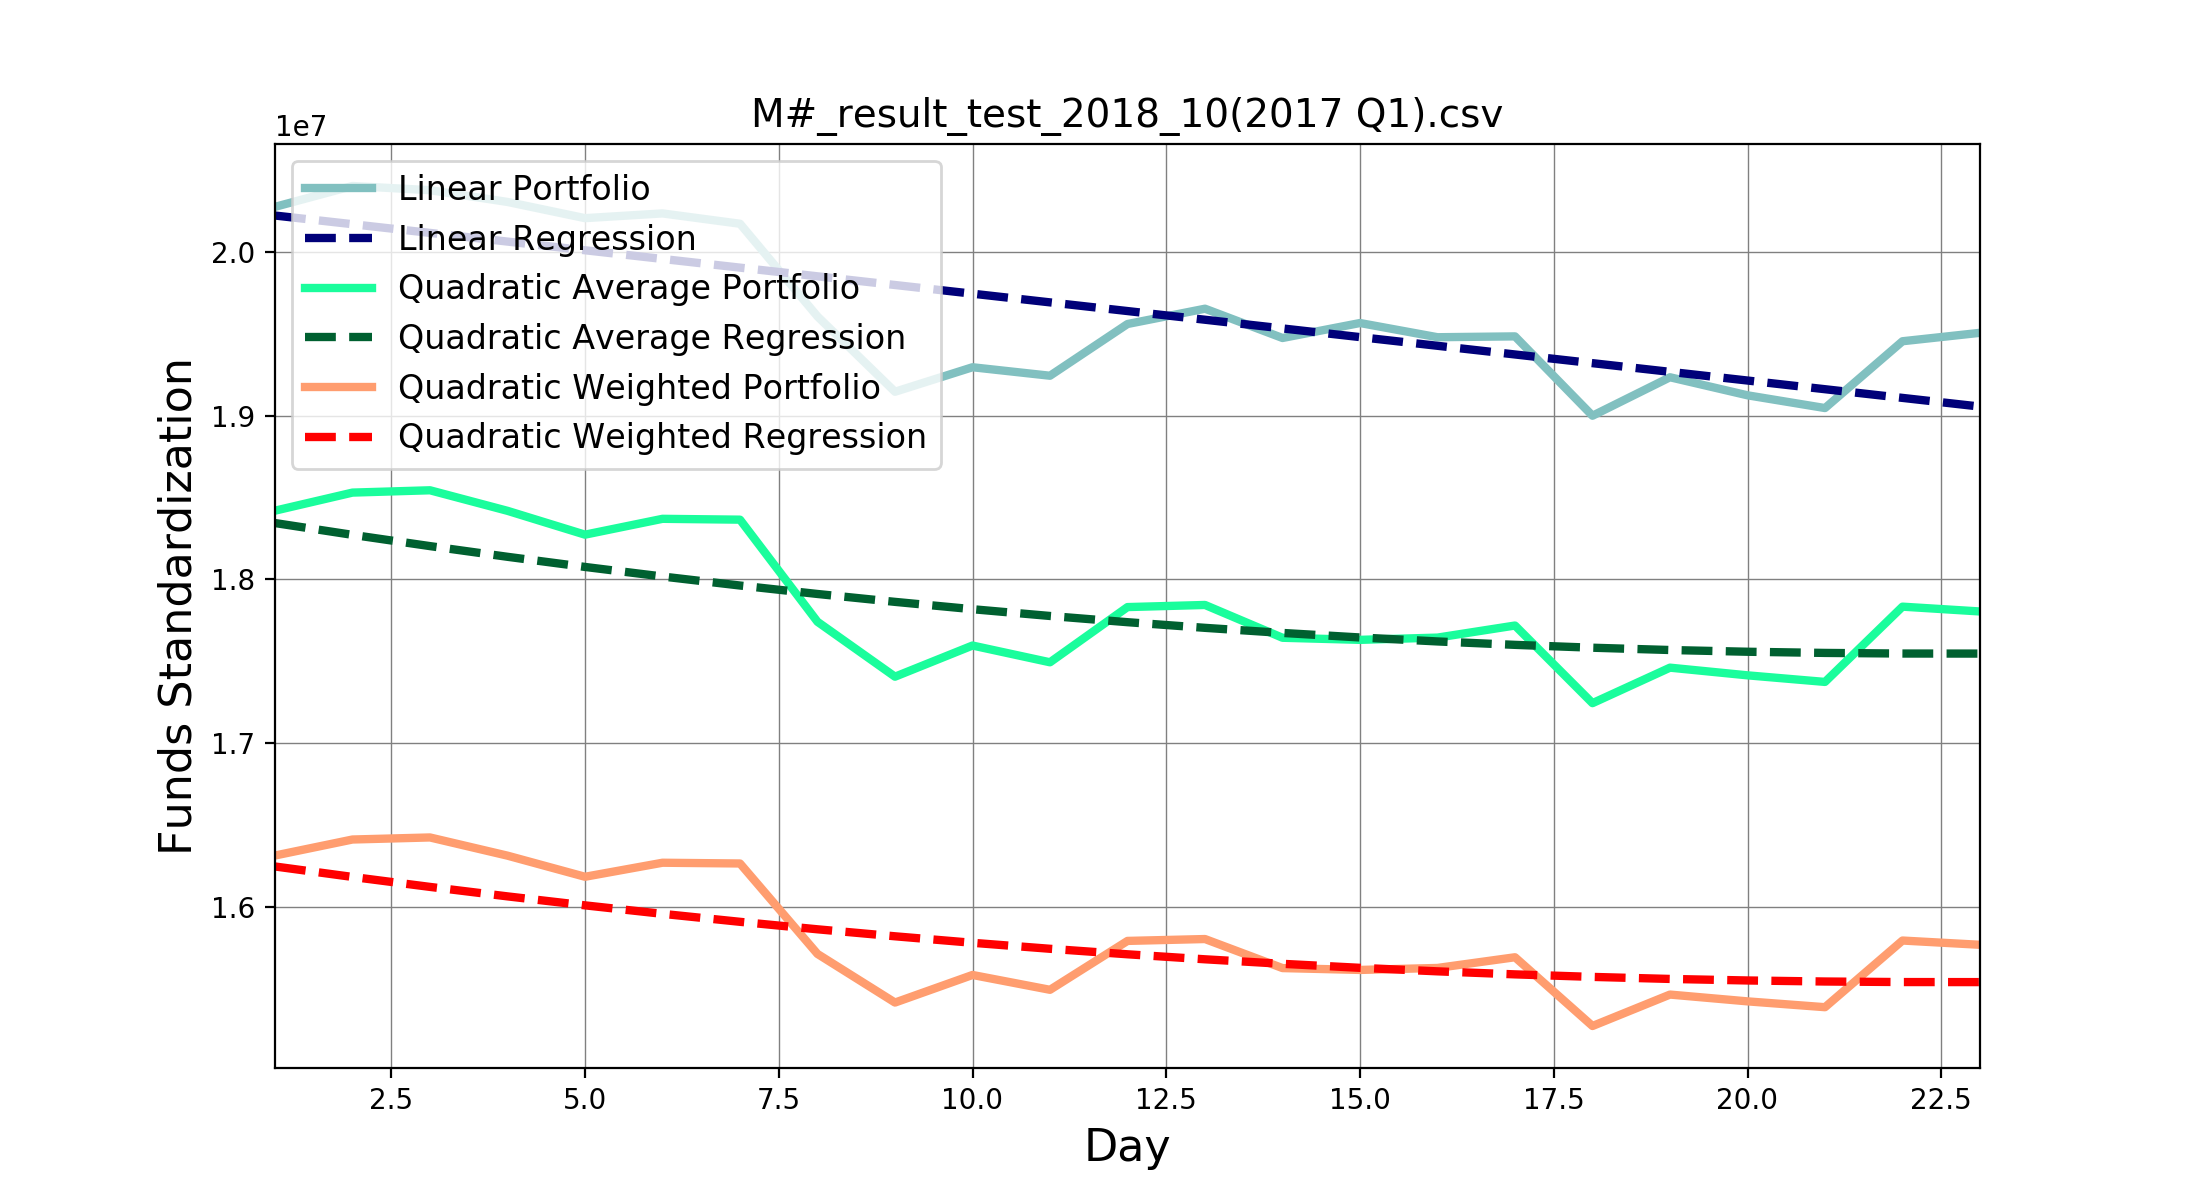 M#_result_test_2018_10(2017 Q1).csv
1e7
Linear Portfolio
Linear Regression
Quadratic Average Portfolio
Quadratic Average Regression
Quadratic Weighted Portfolio
Quadratic Weighted Regression
2.0
1.9
1.8
1.7
1.6
Funds Standardization
2.5 5.0 7.5 10.0 12.5 15.0 17.5 20.0 22.5
Day